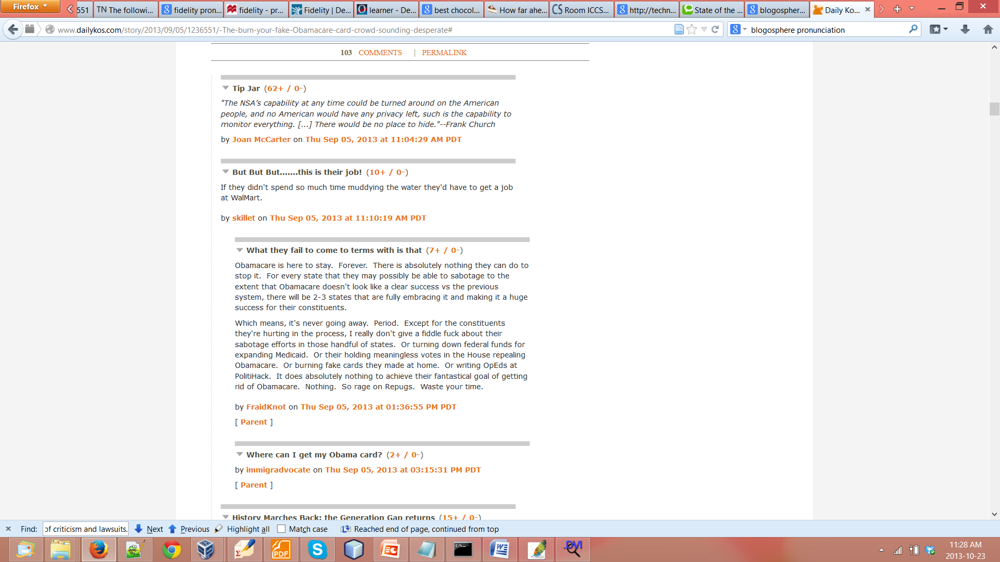 Firefox
551
TN The followi...
fidelity pron...
fidelity - pr...
Fidelity | De...
learner - De...
best chocol...
How far ahe...
CS Room ICCS...
http://techn...
State of the ...
blogospher...
Daily Ko...
www.dailykos.com/story/2013/09/05/1236551/-The-burn-your-fake-Obamacare-card-crowd-sounding-desperate#
blogosphere pronunciation
103 COMMENTS | PERMALINK
Tip Jar (62+ / 0-)
"The NSA’s capability at any time could be turned around on the American
people, and no American would have any privacy left, such is the capability to
monitor everything. [...] There would be no place to hide."--Frank Church
by Joan McCarter on Thu Sep 05, 2013 at 11:04:29 AM PDT
But But But.......this is their job! (10+ / 0-)
If they didn't spend so much time muddying the water they'd have to get a job
at WalMart.
by skillet on Thu Sep 05, 2013 at 11:10:19 AM PDT
What they fail to come to terms with is that (7+ / 0-)
Obamacare is here to stay. Forever. There is absolutely nothing they can do to
stop it. For every state that they may possibly be able to sabotage to the
extent that Obamacare doesn't look like a clear success vs the previous
system, there will be 2-3 states that are fully embracing it and making it a huge
success for their constituents.
Which means, it's never going away. Period. Except for the constituents
they're hurting in the process, I really don't give a fiddle fuck about their
sabotage efforts in those handful of states. Or turning down federal funds for
expanding Medicaid. Or their holding meaningless votes in the House repealing
Obamacare. Or burning fake cards they made at home. Or writing OpEds at
PolitiHack. It does absolutely nothing to achieve their fantastical goal of getting
rid of Obamacare. Nothing. So rage on Repugs. Waste your time.
by FraidKnot on Thu Sep 05, 2013 at 01:36:55 PM PDT
[ Parent ]
Where can I get my Obama card? (2+ / 0-)
by immigradvocate on Thu Sep 05, 2013 at 03:15:31 PM PDT
[ Parent ]
History Marches Back: the Generation Gap returns (15+ / 0-)
Find: of criticism and lawsuits. Next Previous Highlight all Match case Reached end of page, continued from top
PDF
.DVI
11:28 AM
2013-10-23